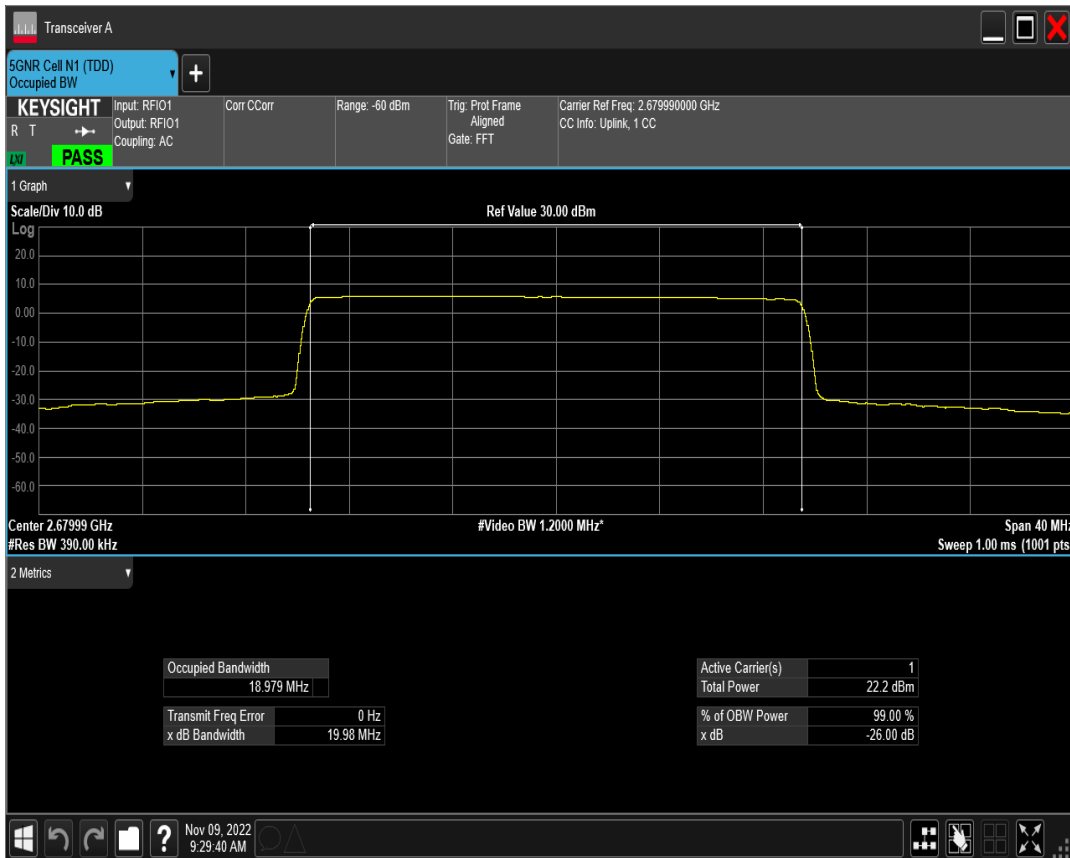 Transceiver A
5GNR Cell N1 (TDD)
Occupied BW
+
KEYSIGHT
R T
LXI
PASS
Input: RFIO1
Output: RFIO1
Coupling: AC
Corr CCorr
Range: -60 dBm
Trig: Prot Frame
Aligned
Gate: FFT
Carrier Ref Freq: 2.679990000 GHz
CC Info: Uplink, 1 CC
1 Graph
Scale/Div 10.0 dB
Ref Value 30.00 dBm
Log
20.0
10.0
0.00
-10.0
-20.0
-30.0
-40.0
-50.0
-60.0
Center 2.67999 GHz
#Video BW 1.2000 MHz*
Span 40 MHz
#Res BW 390.00 kHz
Sweep 1.00 ms (1001 pts
2 Metrics
Occupied Bandwidth
18.979 MHz
Transmit Freq Error 0 Hz
x dB Bandwidth 19.98 MHz
Active Carrier(s) 1
Total Power 22.2 dBm
% of OBW Power 99.00 %
x dB -26.00 dB
?
Nov 09, 2022
9:29:40 AM